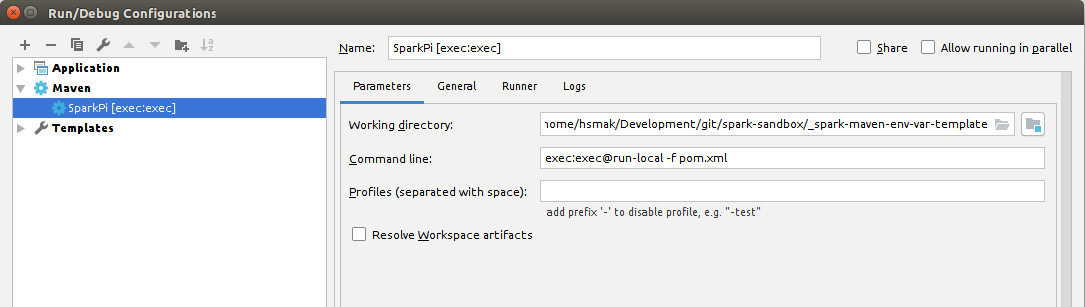 Run/Debug Configurations
Name: SparkPi [exec:exec] Share Allow running in parallel
Application
Maven
SparkPi [exec:exec]
Templates
Parameters General Runner Logs
Working directory: home/hsmak/Development/git/spark-sandbox/_spark-maven-env-var-template
Command line: exec:exec@run-local -f pom.xml
Profiles (separated with space):
add prefix '-' to disable profile, e.g. "-test"
Resolve Workspace artifacts